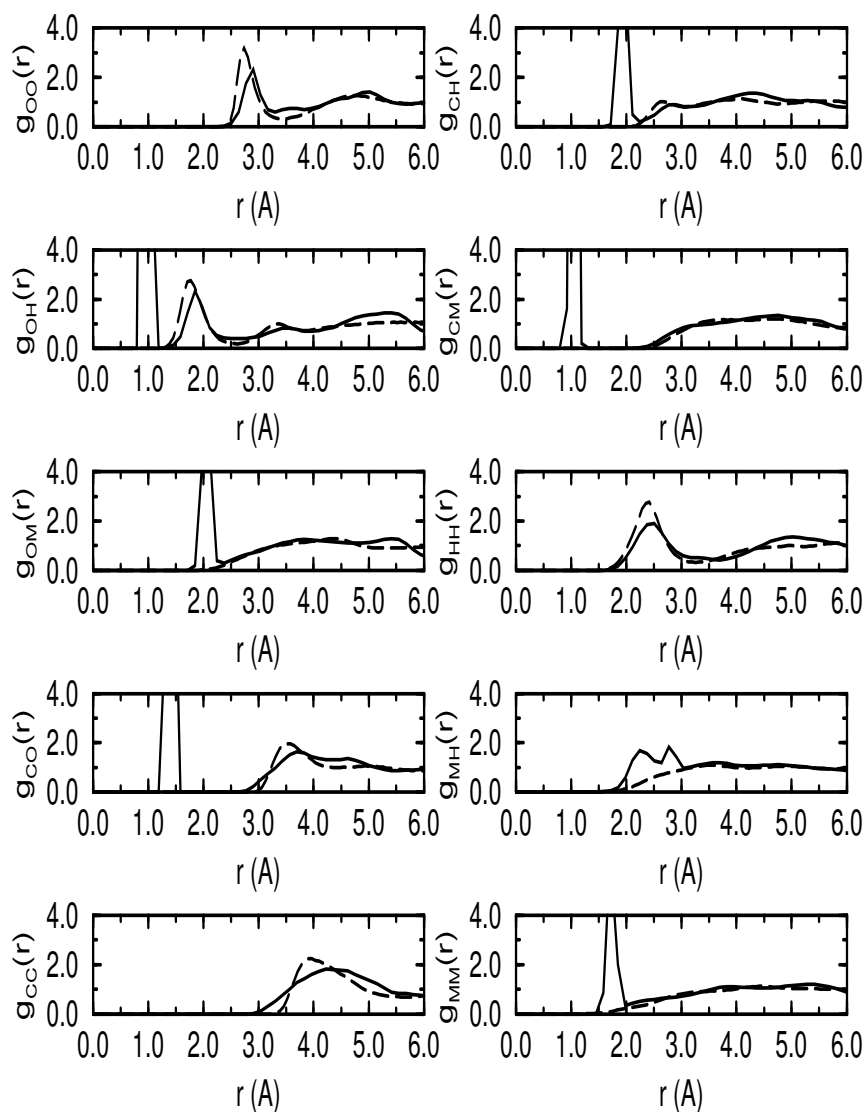 4.0 4.0
g_OO(r) 2.0 g_CH(r) 2.0
0.0 0.0
0.0 1.0 2.0 3.0 4.0 5.0 6.0 0.0 1.0 2.0 3.0 4.0 5.0 6.0
r (A) r (A)
4.0 4.0
g_OH(r) 2.0 g_CM(r) 2.0
0.0 0.0
0.0 1.0 2.0 3.0 4.0 5.0 6.0 0.0 1.0 2.0 3.0 4.0 5.0 6.0
r (A) r (A)
4.0 4.0
g_OM(r) 2.0 g_HH(r) 2.0
0.0 0.0
0.0 1.0 2.0 3.0 4.0 5.0 6.0 0.0 1.0 2.0 3.0 4.0 5.0 6.0
r (A) r (A)
4.0 4.0
g_CO(r) 2.0 g_MH(r) 2.0
0.0 0.0
0.0 1.0 2.0 3.0 4.0 5.0 6.0 0.0 1.0 2.0 3.0 4.0 5.0 6.0
r (A) r (A)
4.0 4.0
g_CC(r) 2.0 g_MM(r) 2.0
0.0 0.0
0.0 1.0 2.0 3.0 4.0 5.0 6.0 0.0 1.0 2.0 3.0 4.0 5.0 6.0
r (A) r (A)